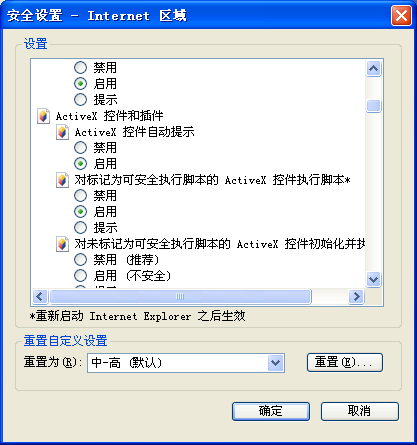 安全设置 - Internet 区域
设置
禁用
启用
提示
ActiveX 控件和插件
ActiveX 控件自动提示
禁用
启用
对标记为可安全执行脚本的 ActiveX 控件执行脚本*
禁用
启用
提示
对未标记为可安全执行脚本的 ActiveX 控件初始化并执
禁用 (推荐)
启用 (不安全)
*重新启动 Internet Explorer 之后生效
重置自定义设置
重置为(R): 中-高 (默认) 重置(E)...
确定 取消